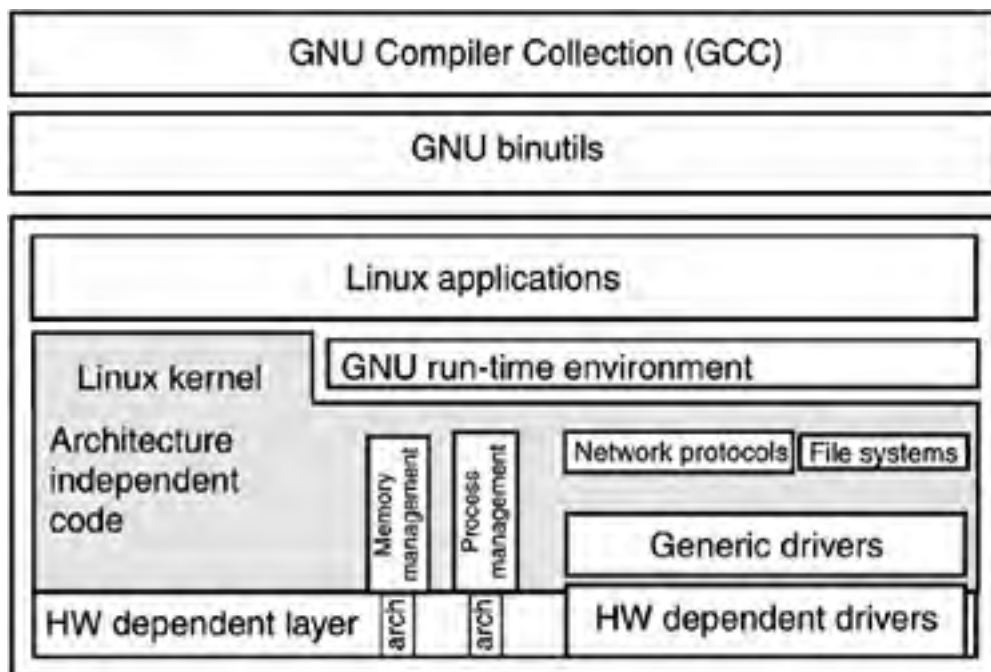 GNU Compiler Collection (GCC)
GNU binutils
Linux applications
Linux kernel
GNU run-time environment
Architecture
independent
code
Memory
management
Process
management
Network protocols
File systems
Generic drivers
HW dependent layer
arch
arch
HW dependent drivers